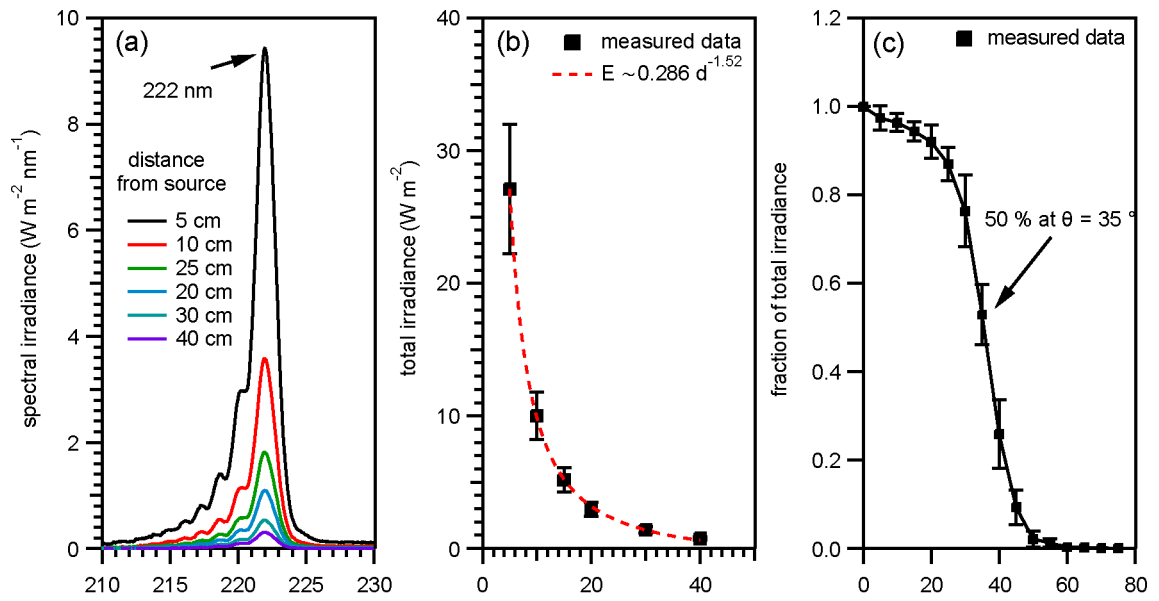 (a)
222 nm
distance
from source
5 cm
10 cm
25 cm
20 cm
30 cm
40 cm
spectral irradiance (W m⁻² nm⁻¹)
10
8
6
4
2
0
210
220
230
(b)
measured data
E ~0.286 d⁻¹·⁵²
total irradiance (W m⁻²)
40
30
20
10
0
0
20
40
(c)
measured data
50 % at θ = 35 °
fraction of total irradiance
1.2
1.0
0.8
0.6
0.4
0.2
0.0
0
20
40
60
80